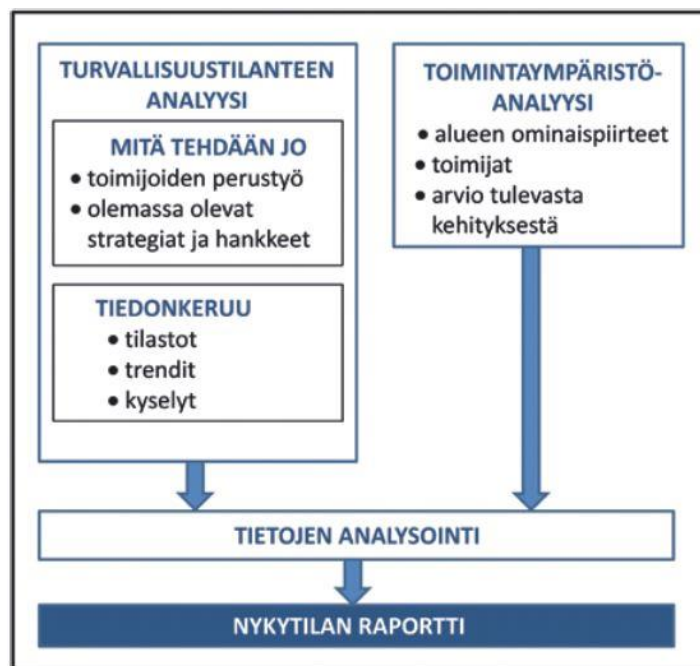 TURVALLISUUSTILANTEEN
ANALYYSI
MITÄ TEHDÄÄN JO
• toimijoiden perustyö
• olemassa olevat
strategiat ja hankkeet
TIEDONKERUU
• tilastot
• trendit
• kyselyt
TOIMINTAYMPÄRISTÖ-
ANALYYSI
• alueen ominaispiirteet
• toimijat
• arvio tulevasta
kehityksestä
TIETOJEN ANALYSOINTI
NYKYTILAN RAPORTTI